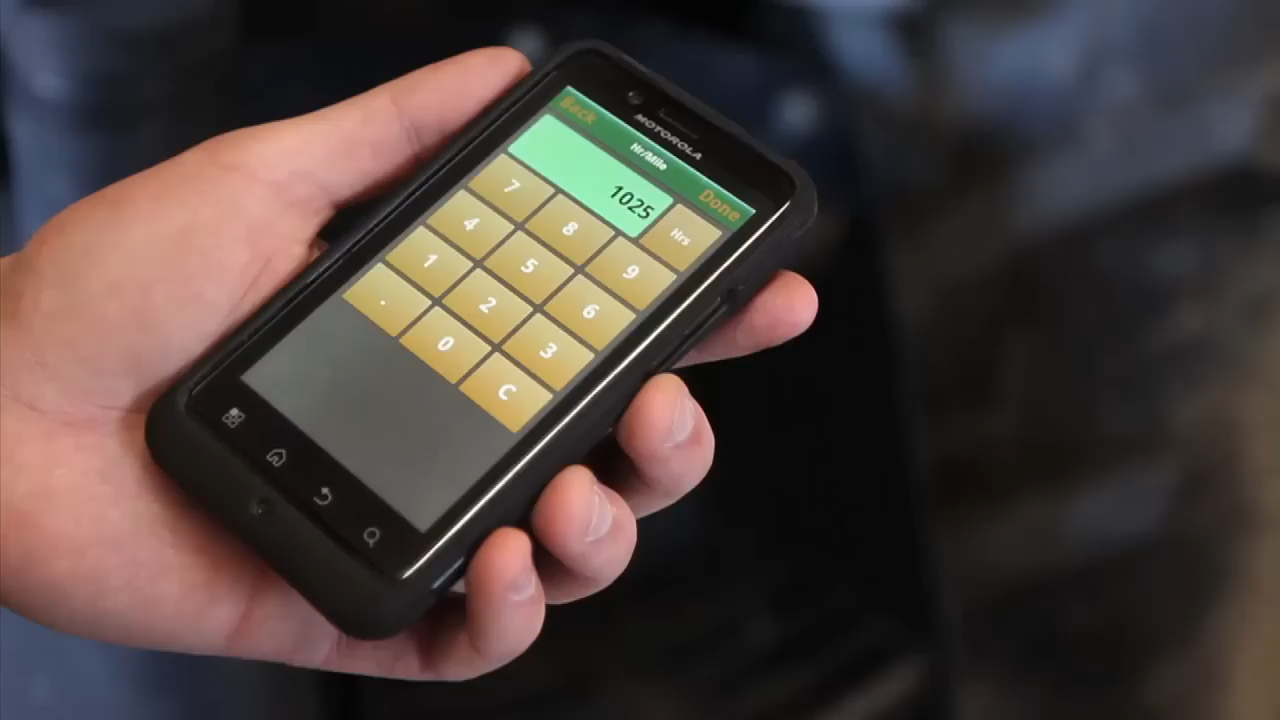 MOTOROLA
Back Hr/Mile Done
1025 Hrs
7 8 9
4 5 6
1 2 3
. 0 C